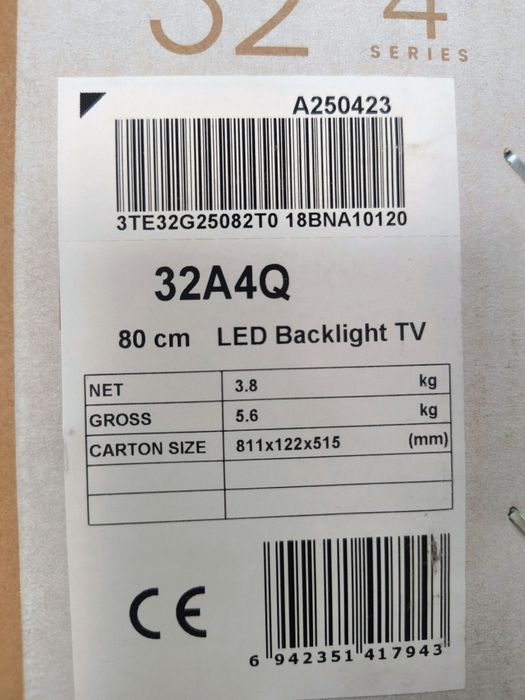 32 4
SERIES
A250423
3TE32G25082T0 18BNA10120
32A4Q
80 cm LED Backlight TV
NET 3.8 kg
GROSS 5.6 kg
CARTON SIZE 811x122x515 (mm)
CE
6 942351 417943